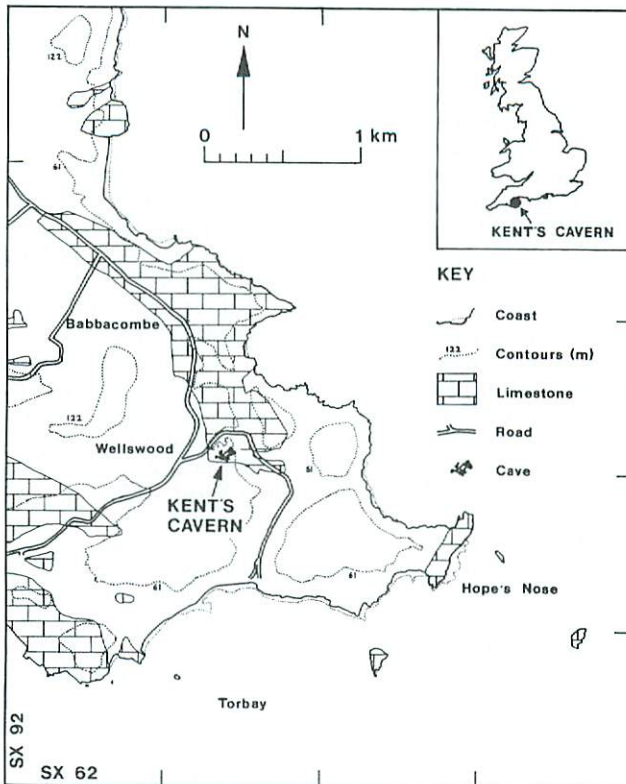 122
N
0 1 km
61
KENT'S CAVERN
KEY
Coast
122 Contours (m)
Limestone
Road
Cave
Babbacombe
122
Wellswood
KENT'S
CAVERN
61
61
Hope's Nose
Torbay
SX 92
SX 62